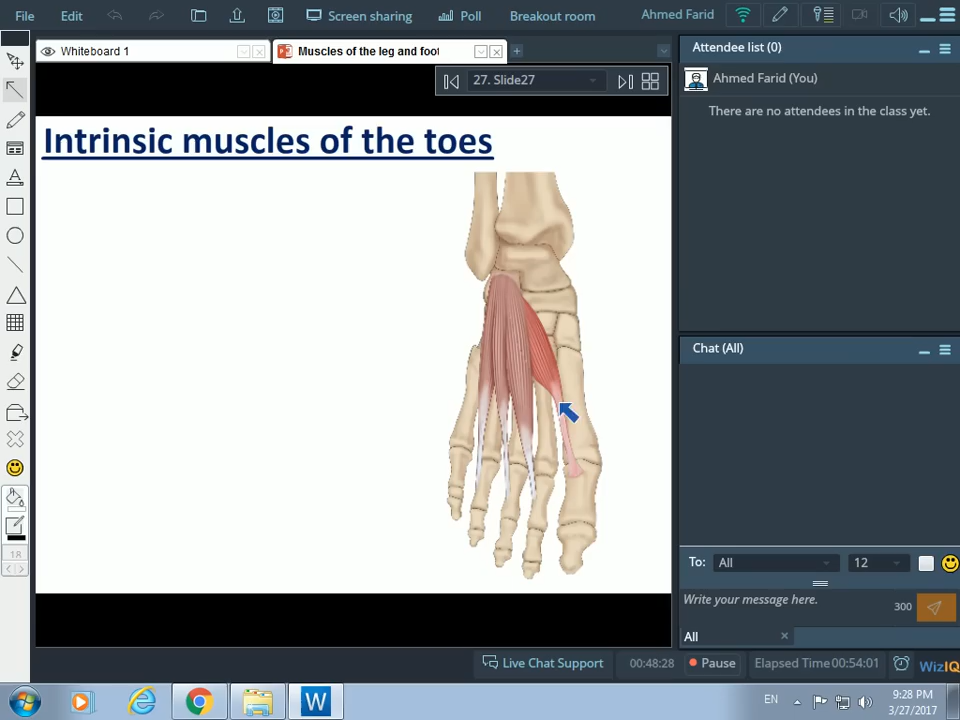 File Edit Screen sharing Poll Breakout room Ahmed Farid
Whiteboard 1 Muscles of the leg and foot
27. Slide27
Intrinsic muscles of the toes
Attendee list (0)
Ahmed Farid (You)
There are no attendees in the class yet.
Chat (All)
To: All 12
Write your message here. 300
All
1R
Live Chat Support 00:48:28 Pause Elapsed Time 00:54:01 WizIQ
W EN 9:28 PM
3/27/2017